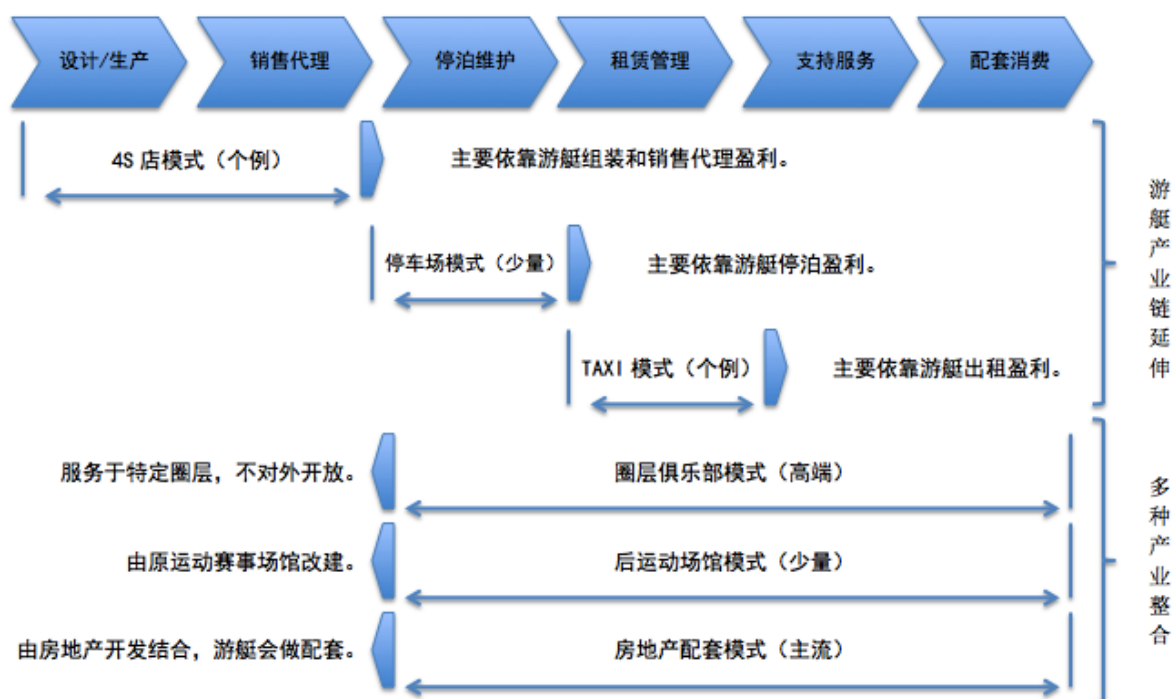 设计/生产
销售代理
停泊维护
租赁管理
支持服务
配套消费
4S 店模式（个例）
主要依靠游艇组装和销售代理盈利。
停车场模式（少量）
主要依靠游艇停泊盈利。
TAXI 模式（个例）
主要依靠游艇出租盈利。
游艇产业链延伸
服务于特定圈层，不对外开放。
圈层俱乐部模式（高端）
由原运动赛事场馆改建。
后运动场馆模式（少量）
由房地产开发结合，游艇会做配套。
房地产配套模式（主流）
多种产业整合